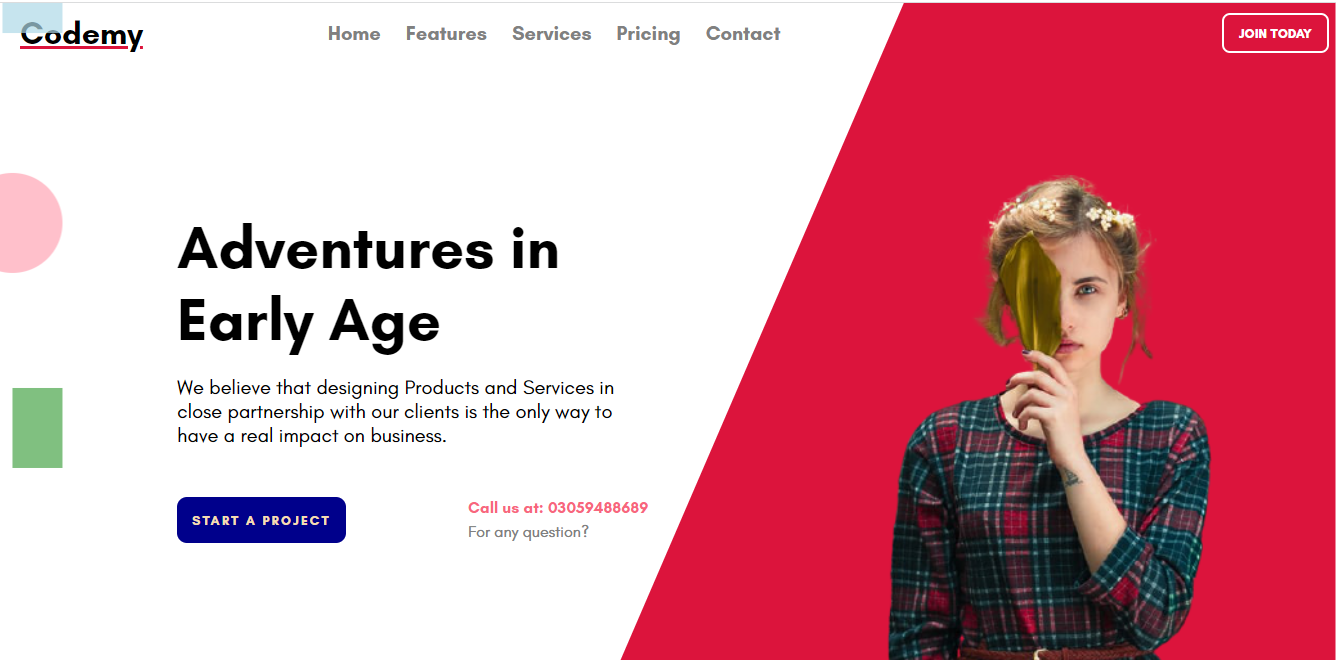 Codemy
Home Features Services Pricing Contact
JOIN TODAY
Adventures in
Early Age
We believe that designing Products and Services in
close partnership with our clients is the only way to
have a real impact on business.
START A PROJECT
Call us at: 03059488689
For any question?